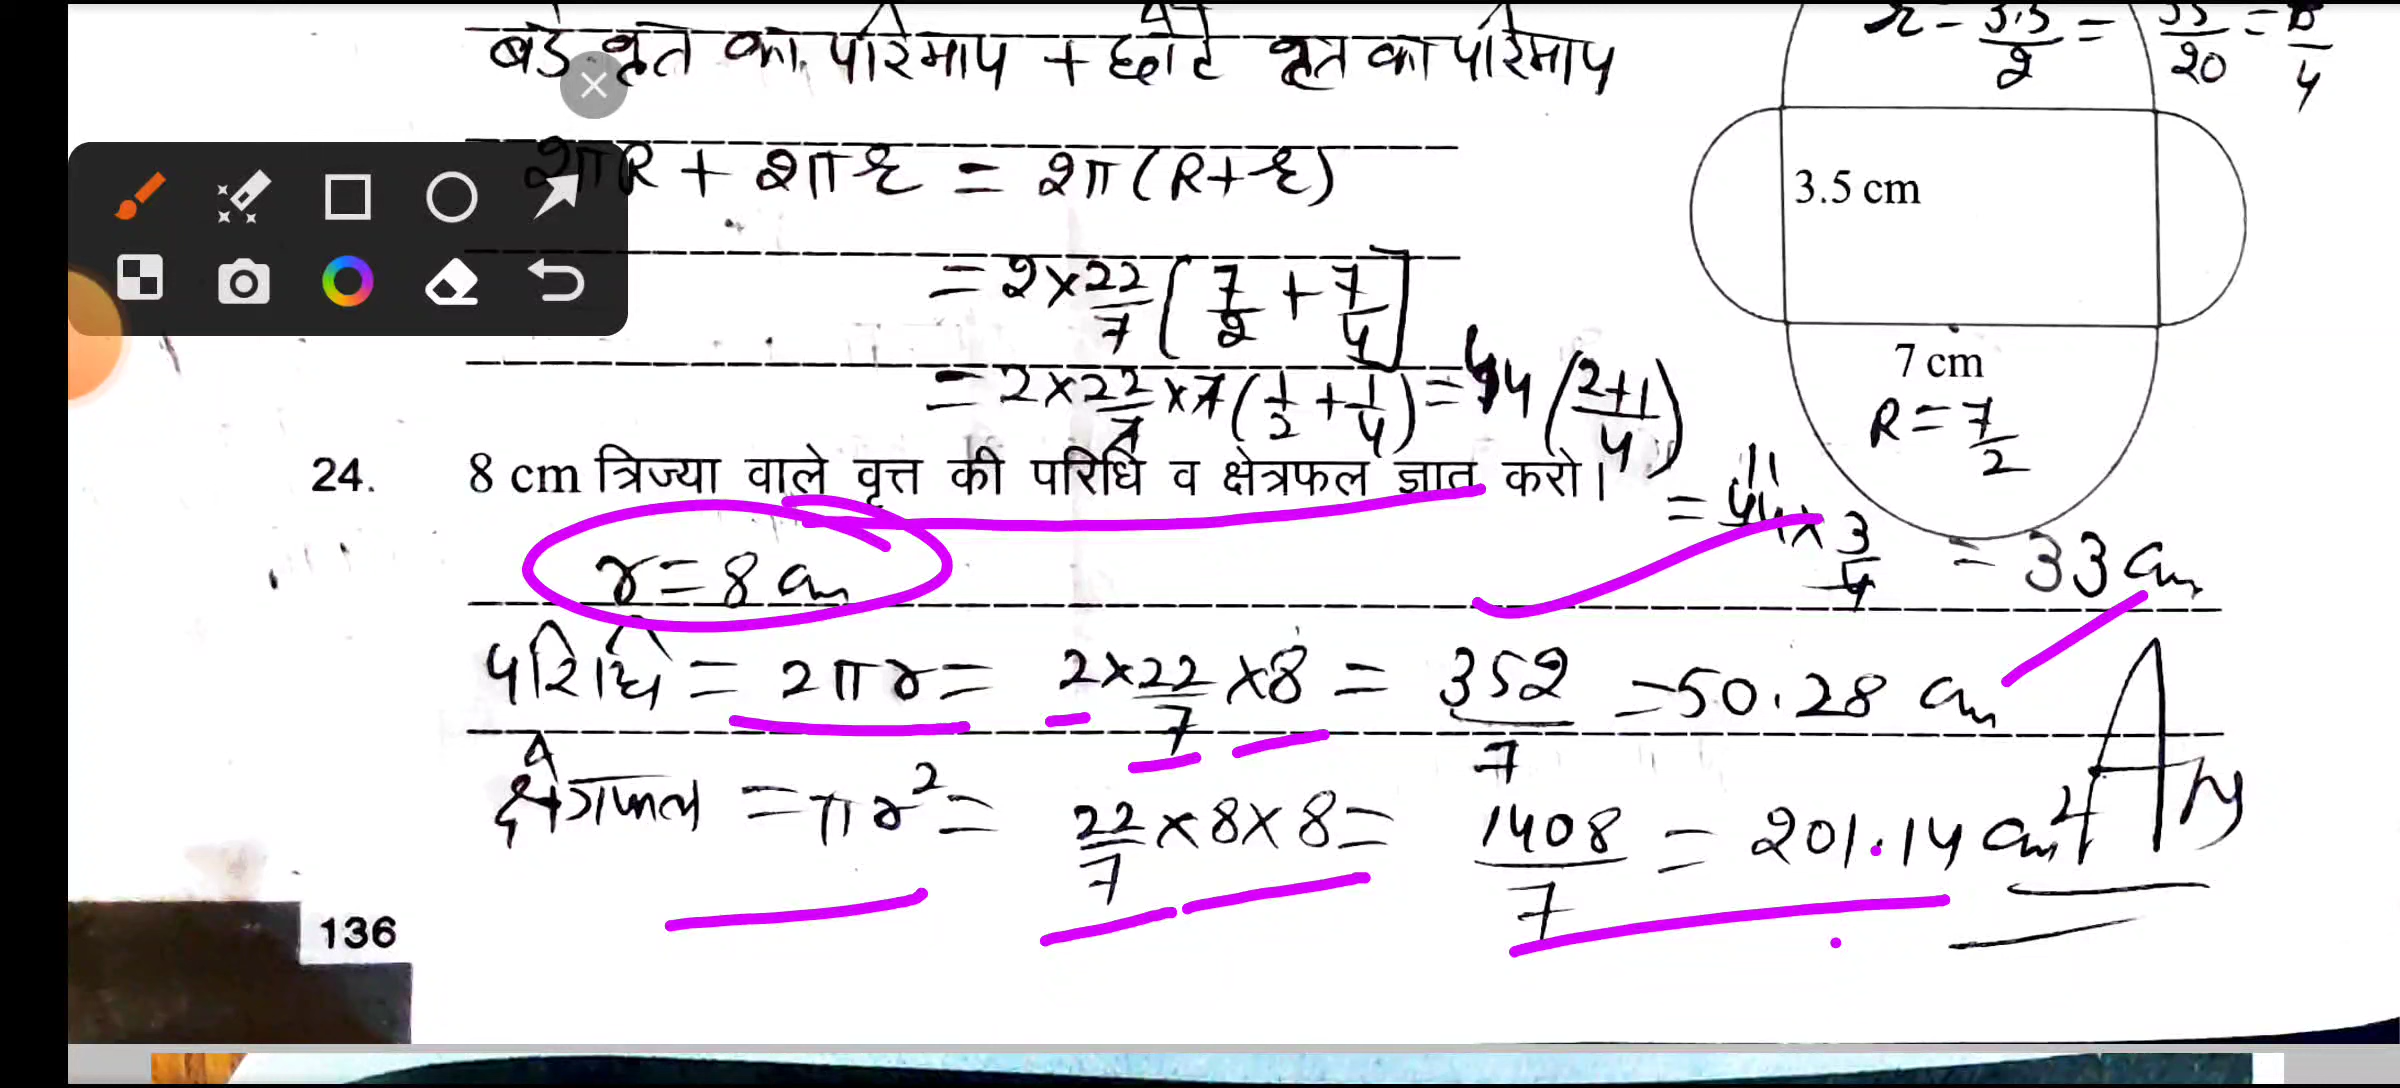 बडे वृत का परिमाप + छोटे वृत का परिमाप
r = 3.5/2 = 35/20 = 7/4
2πR + 2πr = 2π(R+r)
3.5 cm
= 2×22/7 [7/2 + 7/4]
= 2×22/7 ×7 (1/2 + 1/4) = 44 (2+1/4)
7 cm
R = 7/2
24. 8 cm त्रिज्या वाले वृत्त की परिधि व क्षेत्रफल ज्ञात करो।
= 44 × 3/4 = 33 cm
11
r = 8 cm
परिधि = 2πr = 2×22/7 ×8 = 352/7 = 50.28 cm
क्षेत्रफल = πr² = 22/7 ×8×8 = 1408/7 = 201.14 cm²
Ans
136